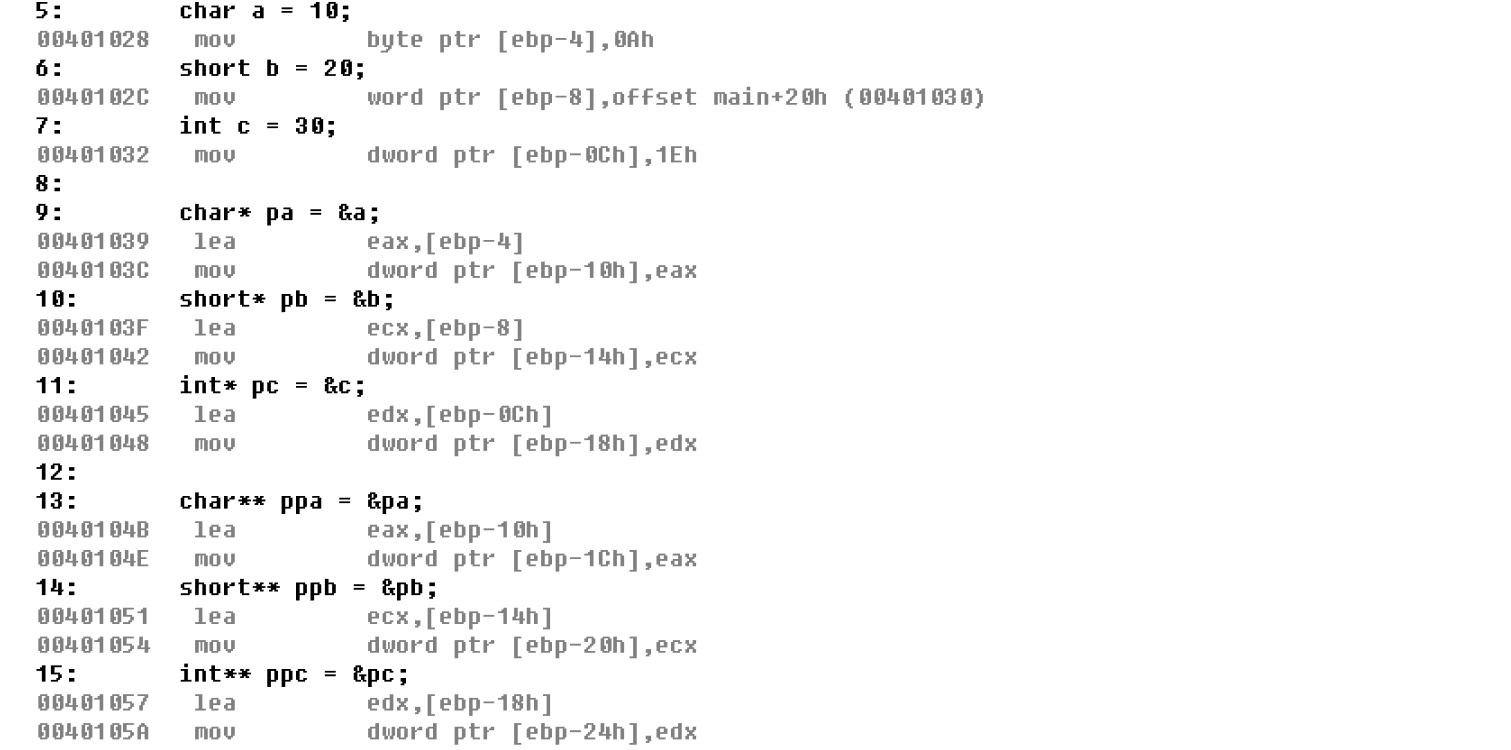 5:        char a = 10;
00401028   mov         byte ptr [ebp-4],0Ah
6:        short b = 20;
0040102C   mov         word ptr [ebp-8],offset main+20h (00401030)
7:        int c = 30;
00401032   mov         dword ptr [ebp-0Ch],1Eh
8:
9:        char* pa = &a;
00401039   lea         eax,[ebp-4]
0040103C   mov         dword ptr [ebp-10h],eax
10:       short* pb = &b;
0040103F   lea         ecx,[ebp-8]
00401042   mov         dword ptr [ebp-14h],ecx
11:       int* pc = &c;
00401045   lea         edx,[ebp-0Ch]
00401048   mov         dword ptr [ebp-18h],edx
12:
13:       char** ppa = &pa;
0040104B   lea         eax,[ebp-10h]
0040104E   mov         dword ptr [ebp-1Ch],eax
14:       short** ppb = &pb;
00401051   lea         ecx,[ebp-14h]
00401054   mov         dword ptr [ebp-20h],ecx
15:       int** ppc = &pc;
00401057   lea         edx,[ebp-18h]
0040105A   mov         dword ptr [ebp-24h],edx